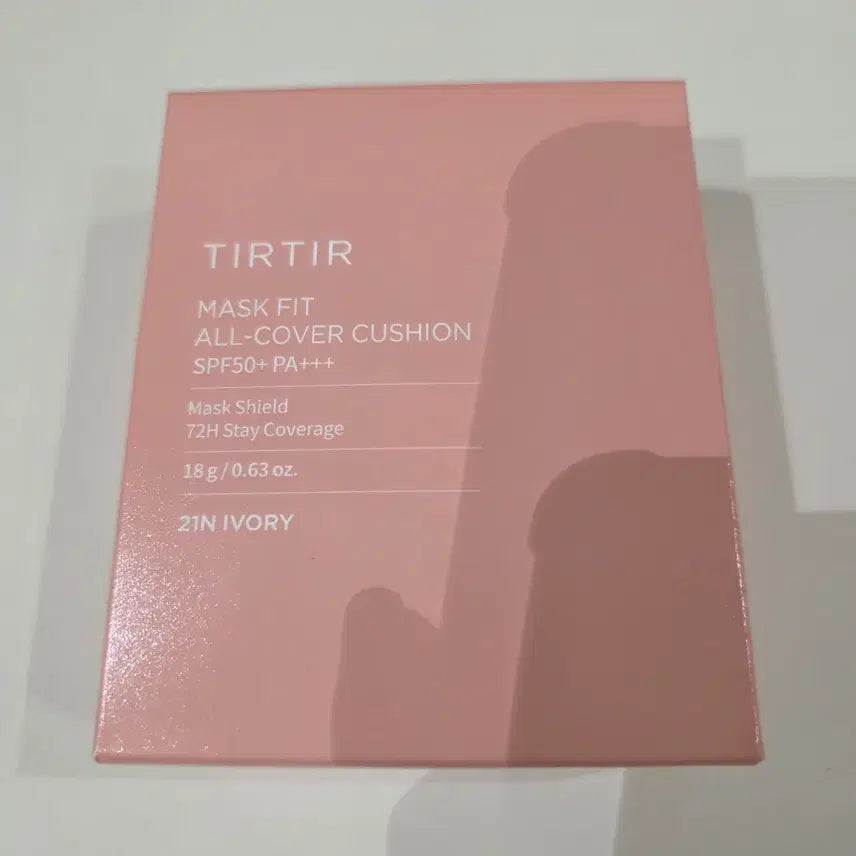 TIRTIR
MASK FIT
ALL-COVER CUSHION
SPF50+ PA+++
Mask Shield
72H Stay Coverage
18 g / 0.63 oz.
21N IVORY